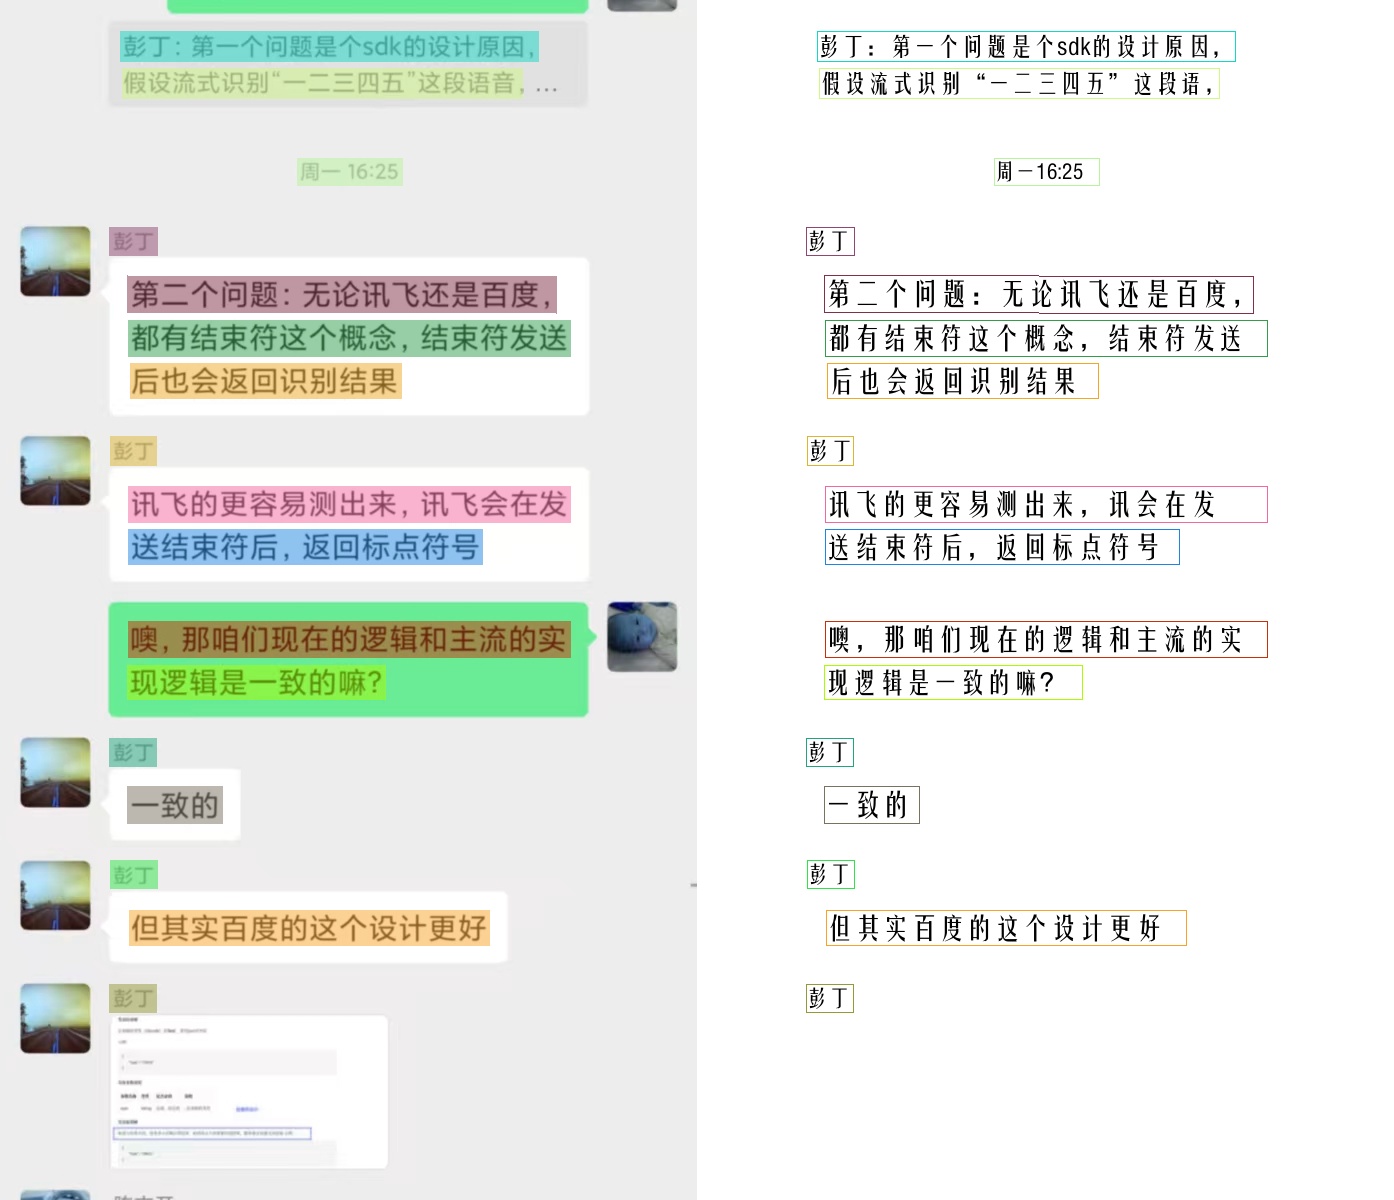 彭丁：第一个问题是个sdk的设计原因，
假设流式识别“一二三四五”这段语音，…
周一 16:25
彭丁
第二个问题：无论讯飞还是百度，
都有结束符这个概念，结束符发送
后也会返回识别结果
彭丁
讯飞的更容易测出来，讯飞会在发
送结束符后，返回标点符号
噢，那咱们现在的逻辑和主流的实
现逻辑是一致的嘛？
彭丁
一致的
彭丁
但其实百度的这个设计更好
彭丁
彭丁：第一个问题是个sdk的设计原因，
假设流式识别“一二三四五”这段语，
周一16:25
彭丁
第二个问题：无论讯飞还是百度，
都有结束符这个概念，结束符发送
后也会返回识别结果
彭丁
讯飞的更容易测出来，讯会在发
送结束符后，返回标点符号
噢，那咱们现在的逻辑和主流的实
现逻辑是一致的嘛?
彭丁
一致的
彭丁
但其实百度的这个设计更好
彭丁